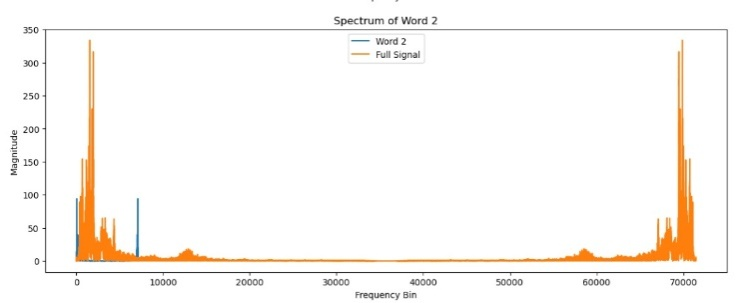 Spectrum of Word 2
Word 2
Full Signal
Magnitude
350
300
250
200
150
100
50
0
0 10000 20000 30000 40000 50000 60000 70000
Frequency Bin